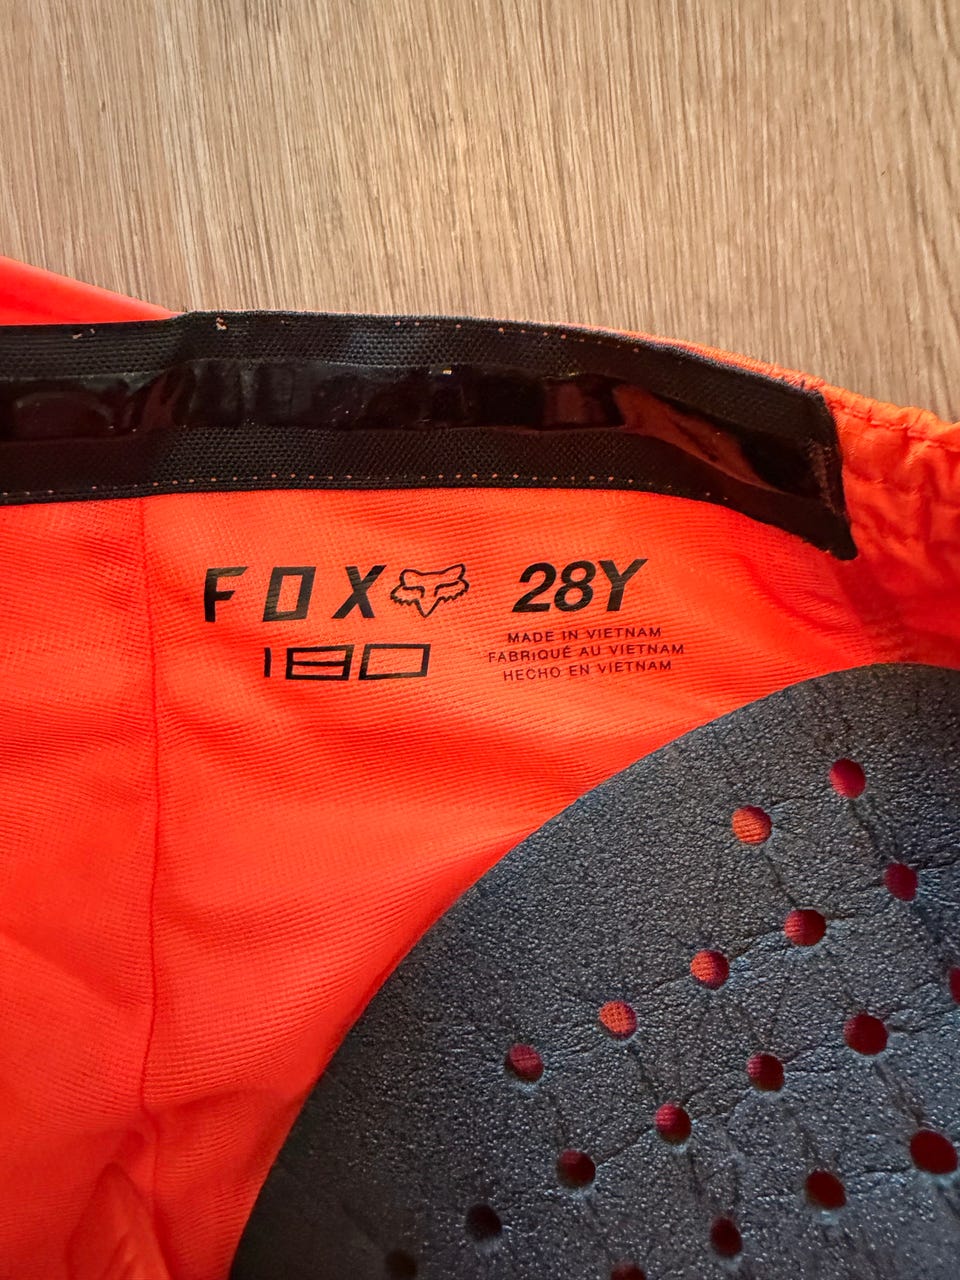 FOX 28Y
180
MADE IN VIETNAM
FABRIQUÉ AU VIETNAM
HECHO EN VIETNAM